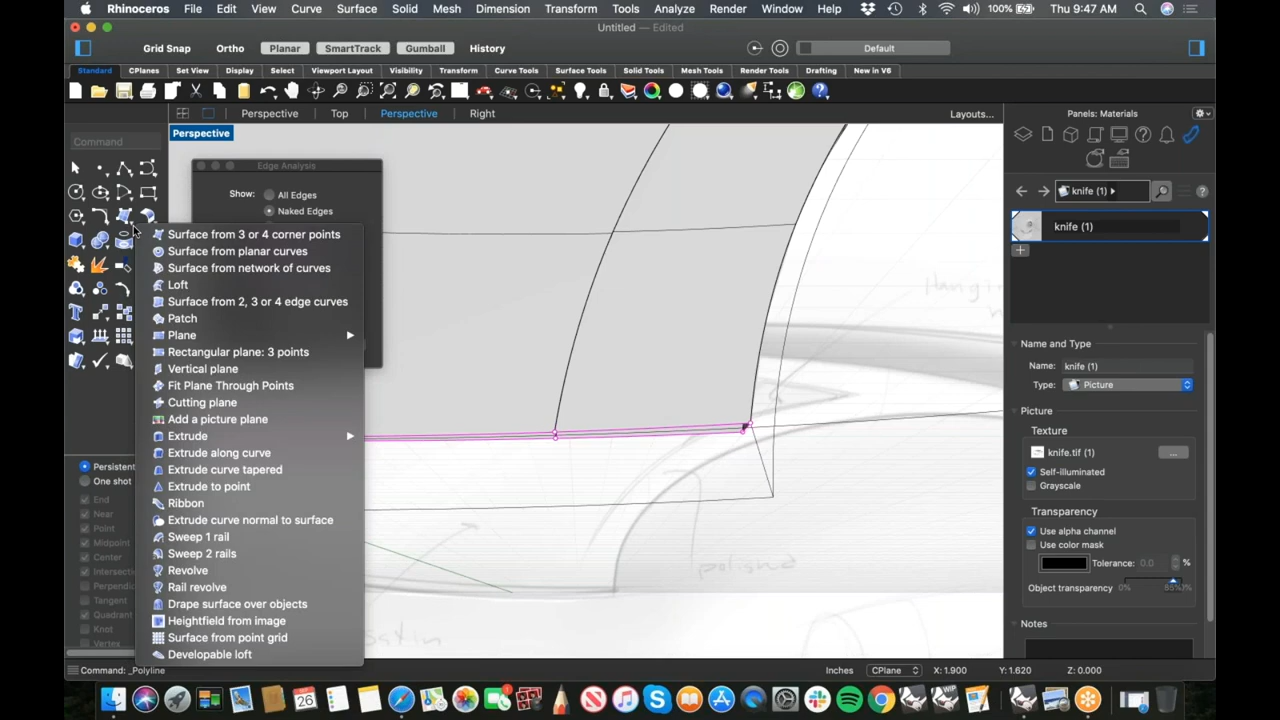 Rhinoceros File Edit View Curve Surface Solid Mesh Dimension Transform Tools Analyze Render Window Help 100% Thu 9:47 AM
Untitled — Edited
Grid Snap Ortho Planar SmartTrack Gumball History Default
Standard CPlanes Set View Display Select Viewport Layout Visibility Transform Curve Tools Surface Tools Solid Tools Mesh Tools Render Tools Drafting New in V6
Perspective Top Perspective Right Layouts... Panels: Materials
Perspective
Command
Edge Analysis
Show: All Edges
Naked Edges
Surface from 3 or 4 corner points
Surface from planar curves
Surface from network of curves
Loft
Surface from 2, 3 or 4 edge curves
Patch
Plane
Rectangular plane: 3 points
Vertical plane
Fit Plane Through Points
Cutting plane
Add a picture plane
Extrude
Extrude along curve
Extrude curve tapered
Extrude to point
Ribbon
Extrude curve normal to surface
Sweep 1 rail
Sweep 2 rails
Revolve
Rail revolve
Drape surface over objects
Heightfield from image
Surface from point grid
Developable loft
Persistent
One shot
End
Near
Point
Midpoint
Center
Intersecti
Perpendic
Tangent
Quadrant
Knot
Vertex
polished
knife (1)
knife (1)
Name and Type
Name: knife (1)
Type: Picture
Picture
Texture
knife.tif (1) ...
Self-illuminated
Grayscale
Transparency
Use alpha channel
Use color mask
Tolerance: 0.0 %
Object transparency 0% 85% %
Notes
Command: _Polyline Inches CPlane X: 1.900 Y: 1.620 Z: 0.000
SEP
26